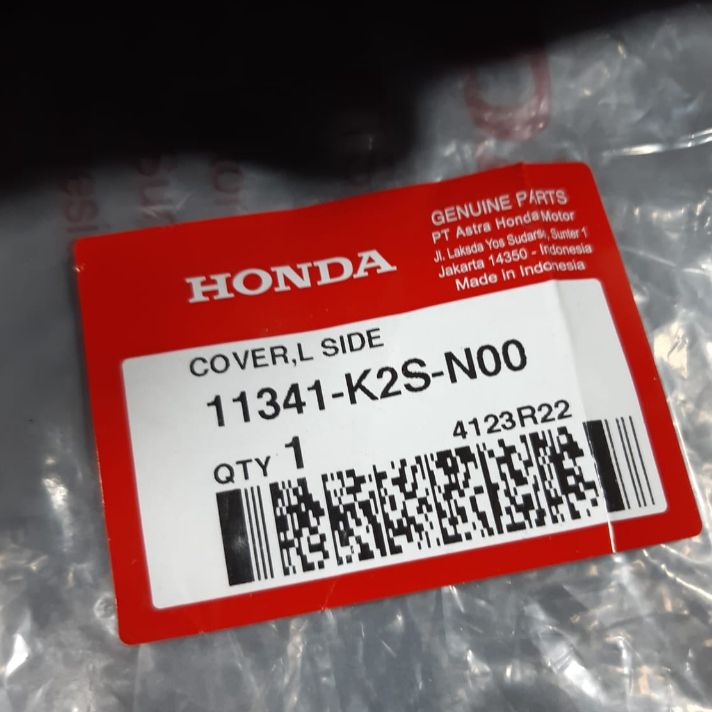 HONDA
GENUINE PARTS
PT Astra Honda Motor
Jl. Laksda Yos Sudarso, Sunter 1
Jakarta 14350 - Indonesia
Made in Indonesia
COVER,L SIDE
11341-K2S-N00
4123R22
QTY 1